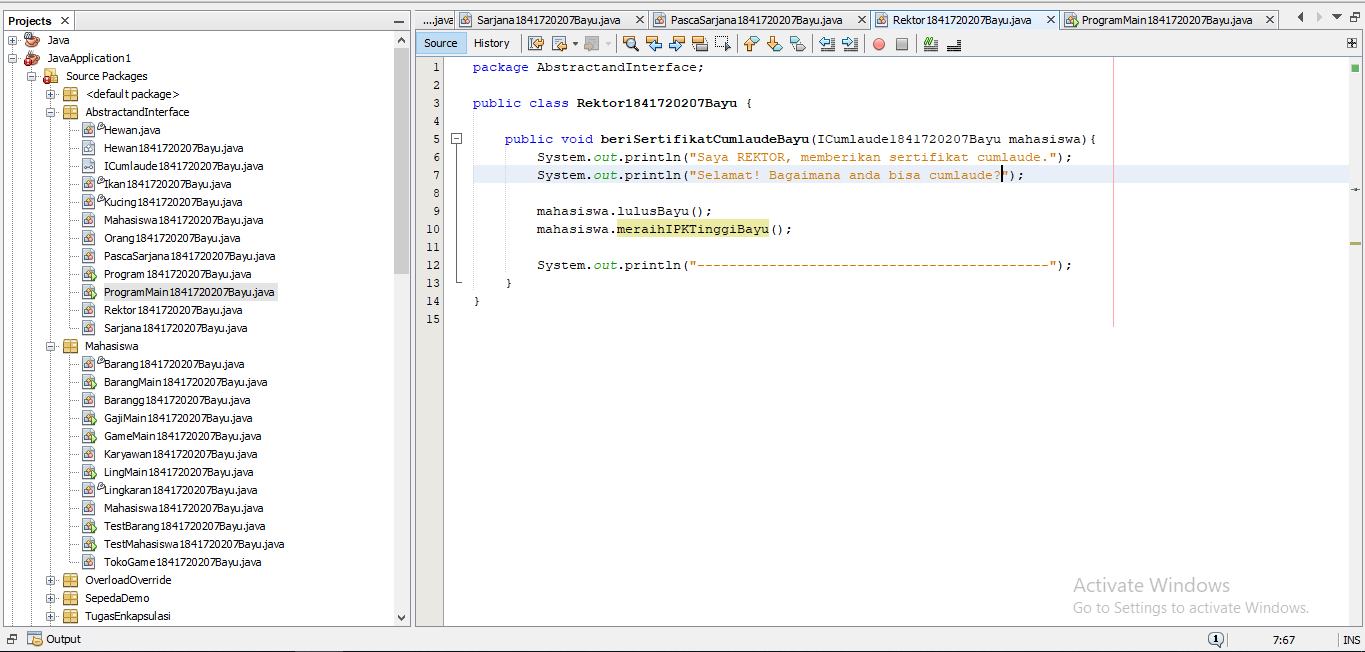 Projects
....java
Sarjana1841720207Bayu.java
PascaSarjana1841720207Bayu.java
Rektor1841720207Bayu.java
ProgramMain1841720207Bayu.java
Source History
Java
JavaApplication1
Source Packages
<default package>
AbstractandInterface
Hewan.java
Hewan1841720207Bayu.java
ICumlaude1841720207Bayu.java
Ikan1841720207Bayu.java
Kucing1841720207Bayu.java
Mahasiswa1841720207Bayu.java
Orang1841720207Bayu.java
PascaSarjana1841720207Bayu.java
Program1841720207Bayu.java
ProgramMain1841720207Bayu.java
Rektor1841720207Bayu.java
Sarjana1841720207Bayu.java
Mahasiswa
Barang1841720207Bayu.java
BarangMain1841720207Bayu.java
Barangg1841720207Bayu.java
GajiMain1841720207Bayu.java
GameMain1841720207Bayu.java
Karyawan1841720207Bayu.java
LingMain1841720207Bayu.java
Lingkaran1841720207Bayu.java
Mahasiswa1841720207Bayu.java
TestBarang1841720207Bayu.java
TestMahasiswa1841720207Bayu.java
TokoGame1841720207Bayu.java
OverloadOverride
SepedaDemo
TugasEnkapsulasi
1 package AbstractandInterface;
2
3 public class Rektor1841720207Bayu {
4
5 public void beriSertifikatCumlaudeBayu(ICumlaude1841720207Bayu mahasiswa){
6 System.out.println("Saya REKTOR, memberikan sertifikat cumlaude.");
7 System.out.println("Selamat! Bagaimana anda bisa cumlaude?");
8
9 mahasiswa.lulusBayu();
10 mahasiswa.meraihIPKTinggiBayu();
11
12 System.out.println("--------------------------------------------");
13 }
14 }
15
Activate Windows
Go to Settings to activate Windows.
Output
1
7:67
INS